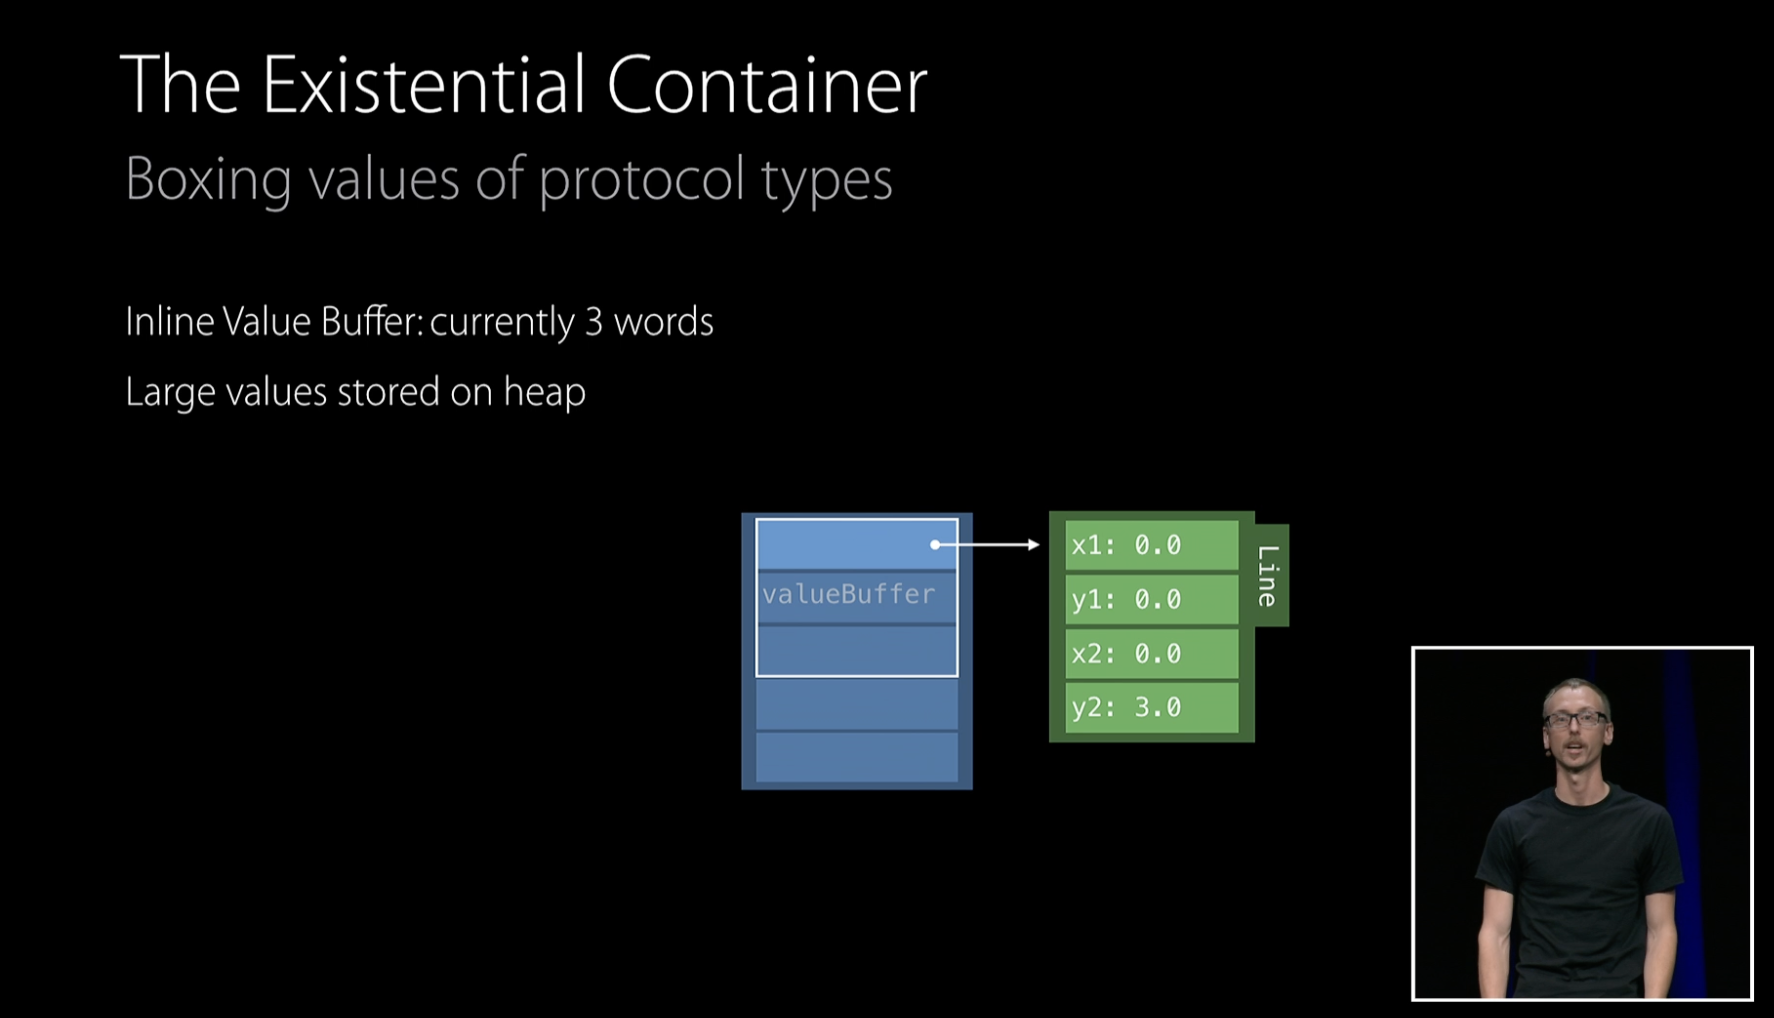 The Existential Container
Boxing values of protocol types
Inline Value Buffer: currently 3 words
Large values stored on heap
valueBuffer
x1: 0.0
y1: 0.0
x2: 0.0
y2: 3.0
Line